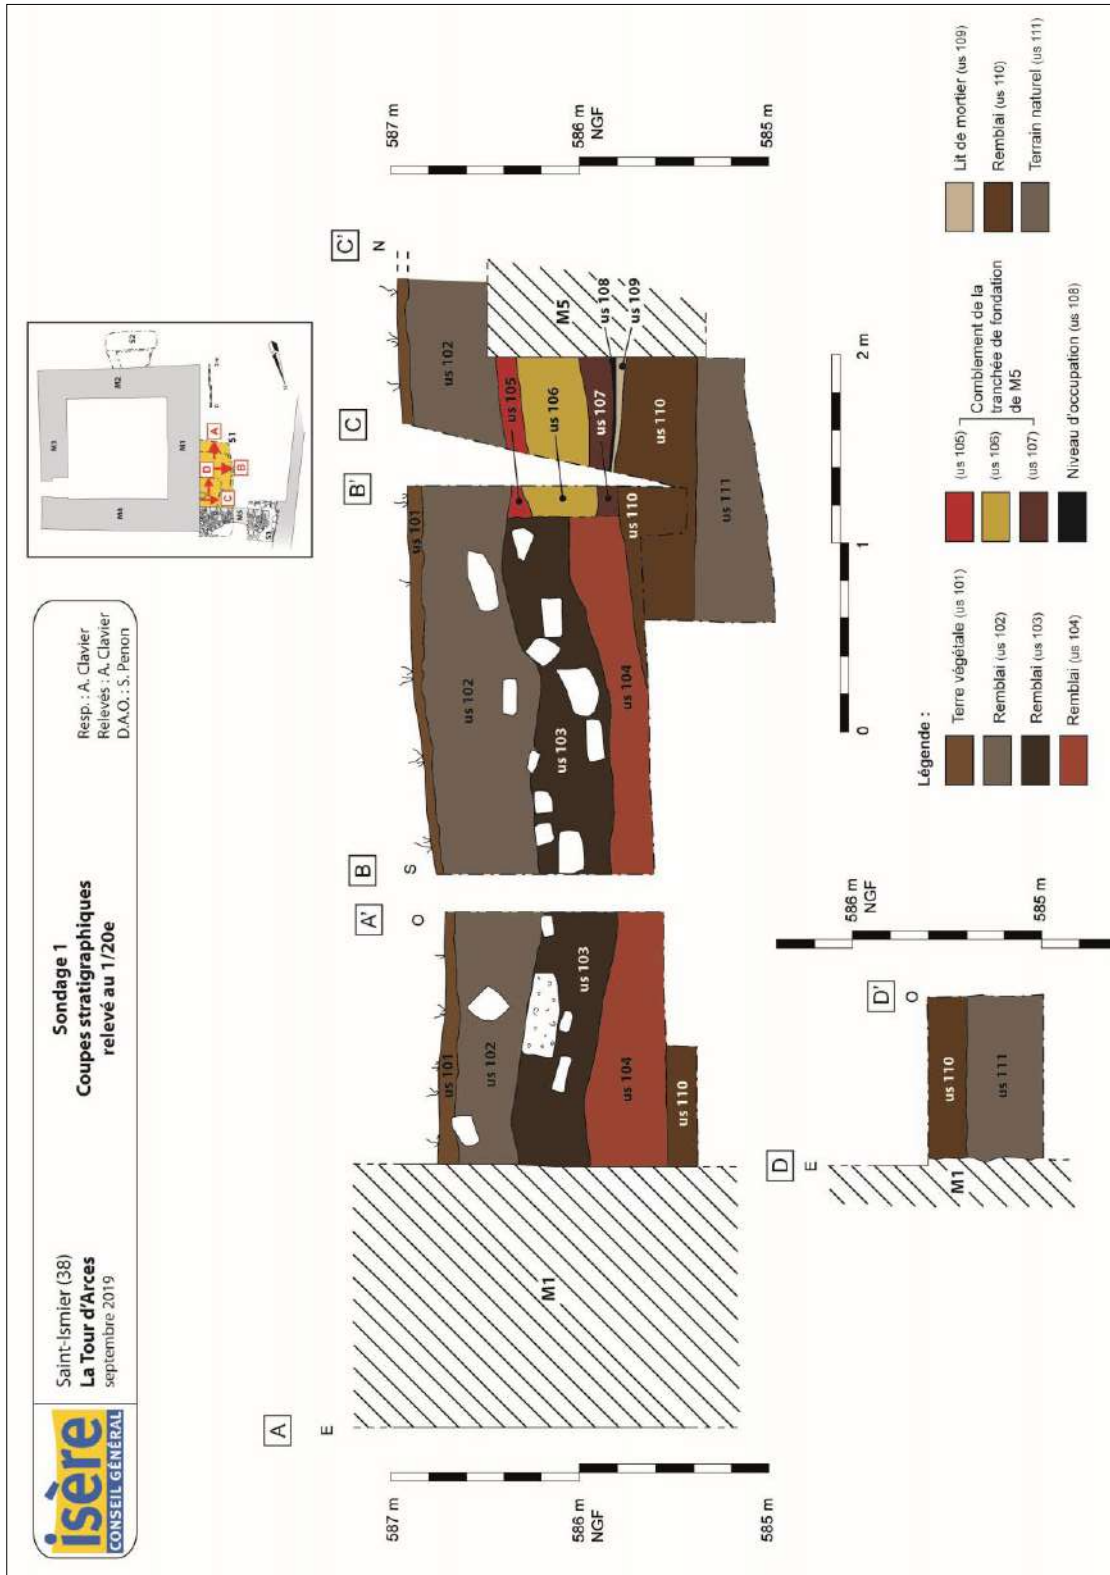 isère
CONSEIL GÉNÉRAL
Saint-Ismier (38)
La Tour d'Arces
septembre 2019
Sondage 1
Coupes stratigraphiques
relevé au 1/20e
Resp. : A. Clavier
Relevés : A. Clavier
D.A.O. : S. Penon
M3
M4
M2
M1
M5
S1
S2
S3
A
B
C
D
A
E
A'
O
B
S
B'
C
C'
N
587 m
586 m
NGF
585 m
M1
us 101
us 102
us 103
us 104
us 110
us 101
us 102
us 103
us 104
us 110
us 111
us 102
us 105
us 106
us 107
us 108
us 109
us 110
M5
587 m
586 m
NGF
585 m
D
E
D'
O
M1
us 110
us 111
586 m
NGF
585 m
0
1
2 m
Légende :
Terre végétale (us 101)
Remblai (us 102)
Remblai (us 103)
Remblai (us 104)
(us 105)
(us 106)
(us 107)
Comblement de la
tranchée de fondation
de M5
Niveau d'occupation (us 108)
Lit de mortier (us 109)
Remblai (us 110)
Terrain naturel (us 111)